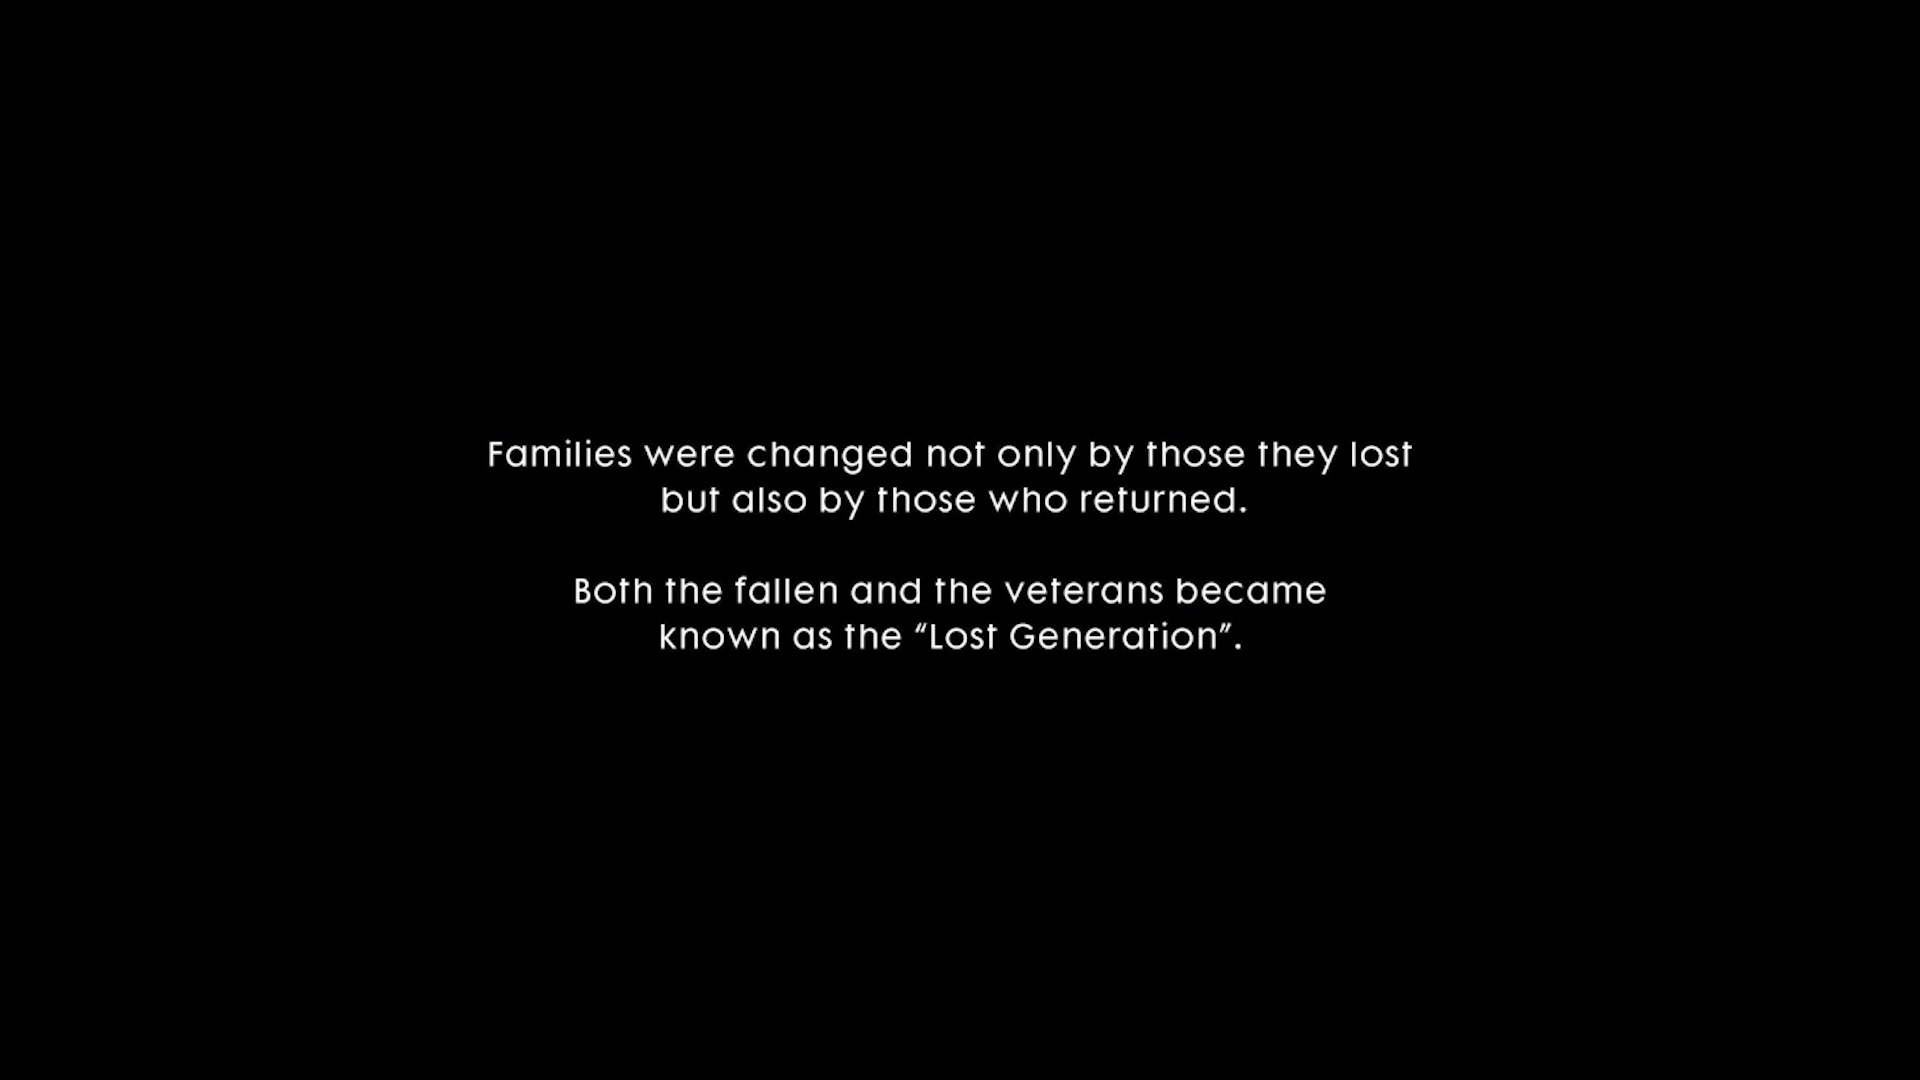 Families were changed not only by those they lost
but also by those who returned.
Both the fallen and the veterans became
known as the “Lost Generation”.